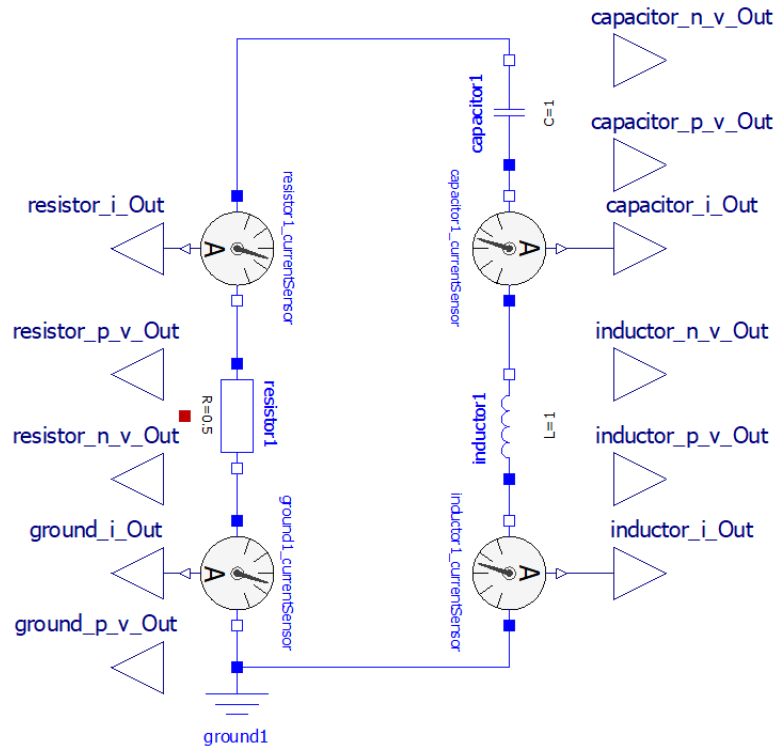 capacitor_n_v_Out
capacitor1
C=1
capacitor_p_v_Out
resistor_i_Out
A
resistor1_currentSensor
capacitor1_currentSensor
A
capacitor_i_Out
resistor_p_v_Out
R=0.5
resistor1
inductor1
L=1
inductor_n_v_Out
resistor_n_v_Out
inductor_p_v_Out
ground_i_Out
A
ground1_currentSensor
inductor1_currentSensor
A
inductor_i_Out
ground_p_v_Out
ground1